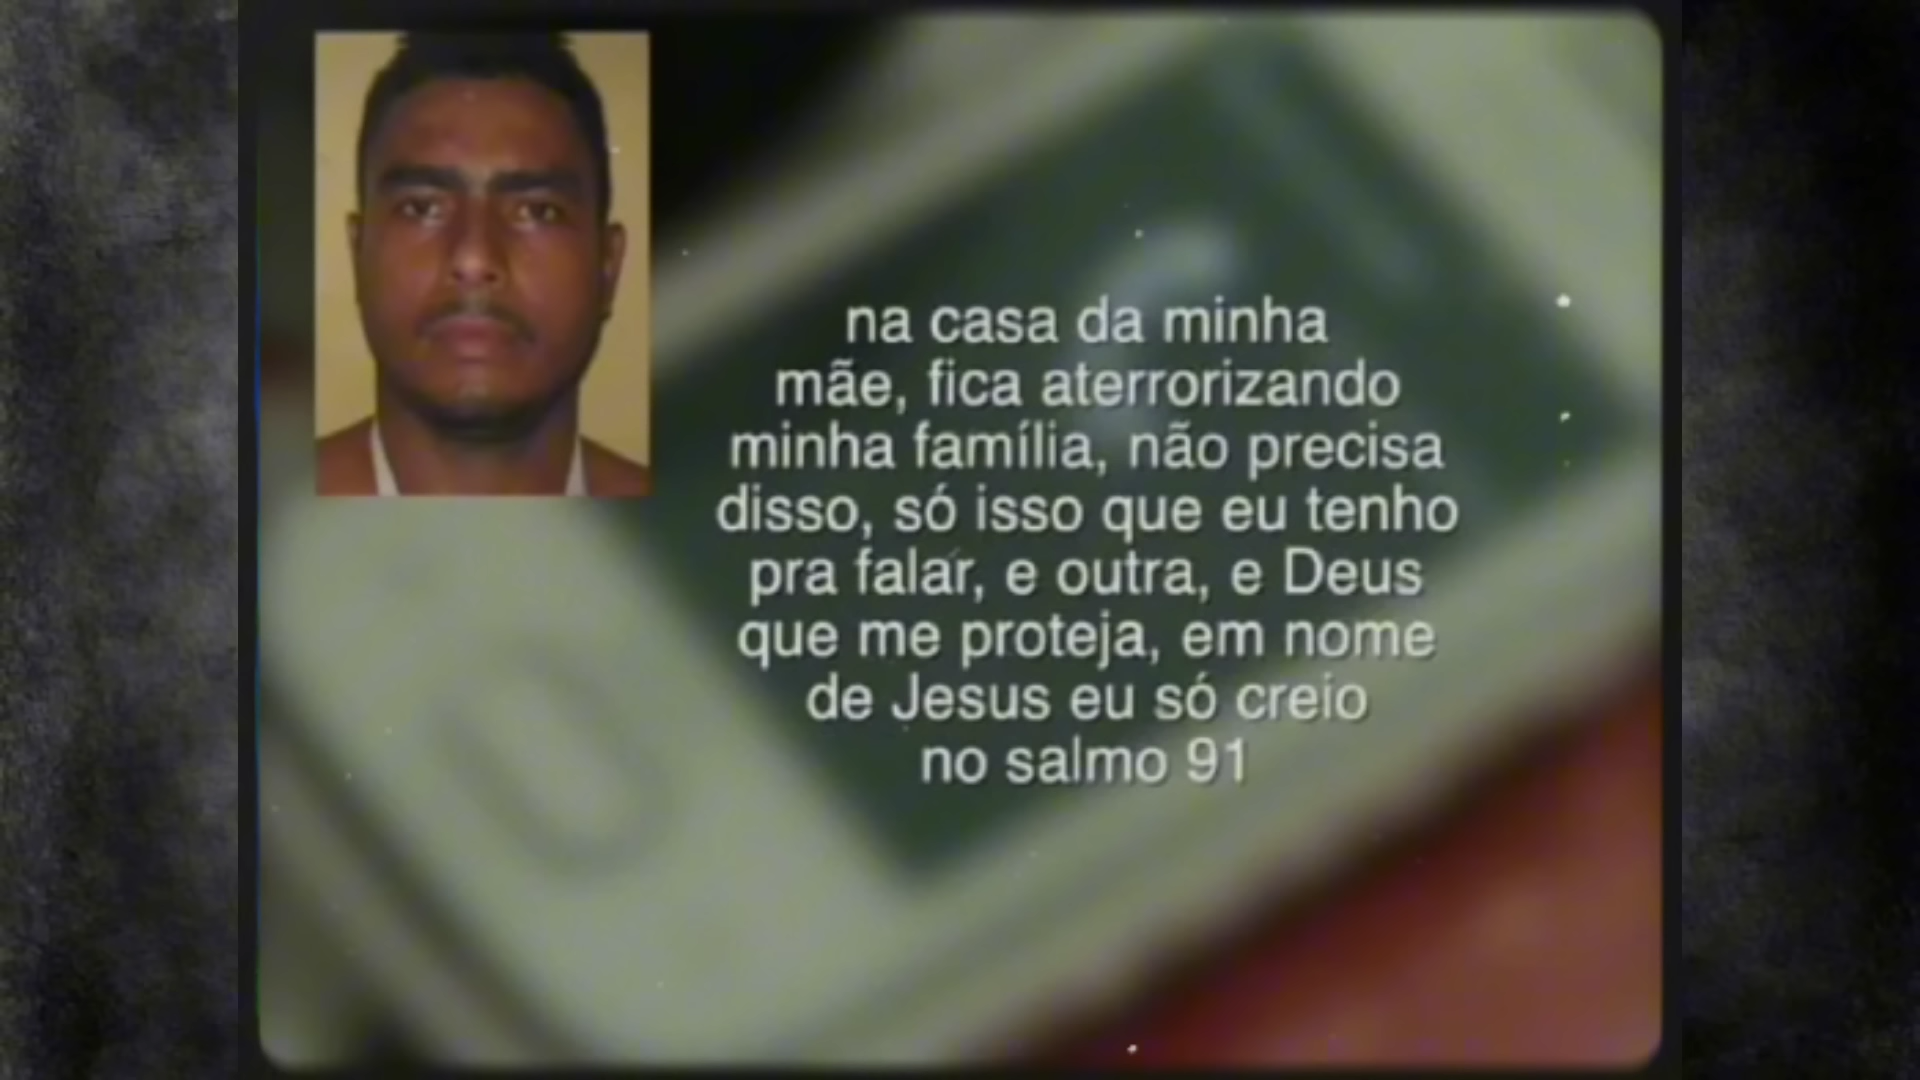 na casa da minha
mãe, fica aterrorizando
minha família, não precisa
disso, só isso que eu tenho
pra falar, e outra, e Deus
que me proteja, em nome
de Jesus eu só creio
no salmo 91